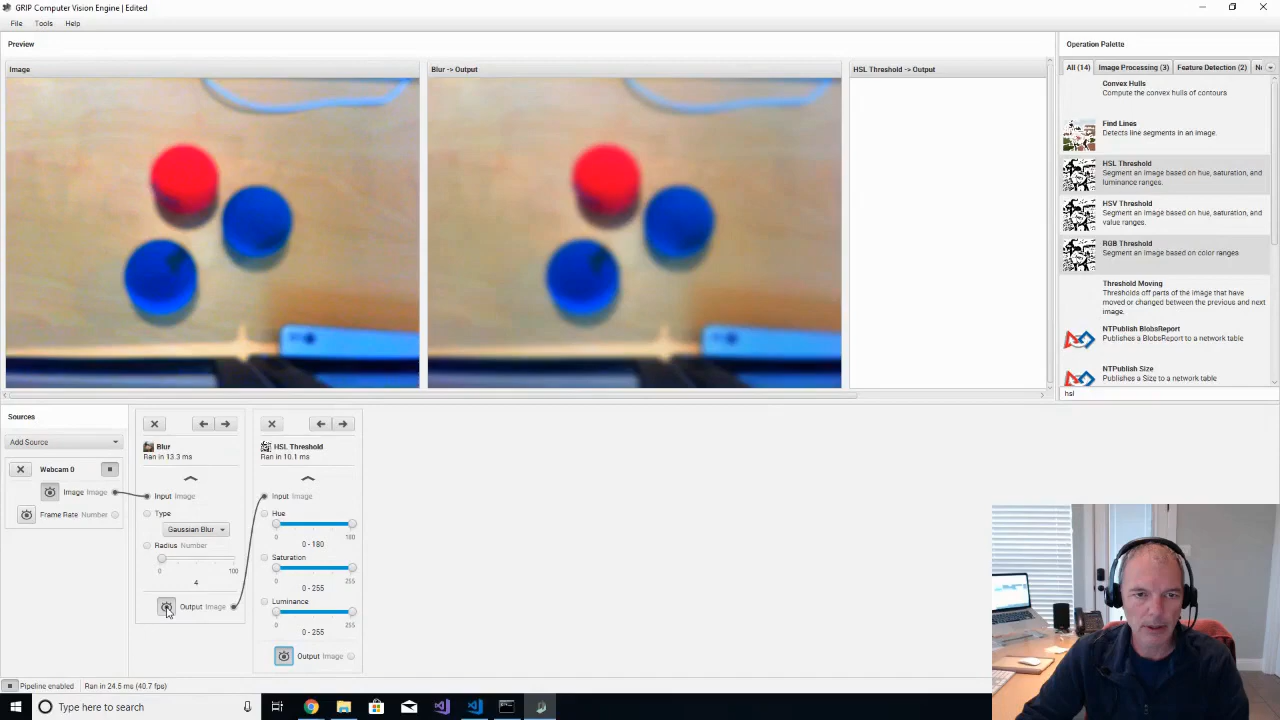 GRIP Computer Vision Engine | Edited
File Tools Help
Preview
Image
Blur -> Output
HSL Threshold -> Output
Operation Palette
All (14) Image Processing (3) Feature Detection (2)
Convex Hulls
Compute the convex hulls of contours
Find Lines
Detects line segments in an image.
HSL Threshold
Segment an image based on hue, saturation, and
luminance ranges.
HSV Threshold
Segment an image based on hue, saturation, and
value ranges.
RGB Threshold
Segment an image based on color ranges
Threshold Moving
Thresholds off parts of the image that have
moved or changed between the previous and next
image.
NTPublish BlobsReport
Publishes a BlobsReport to a network table
NTPublish Size
Publishes a Size to a network table
hsl
Sources
Add Source
Webcam 0
Image Image
Frame Rate Number
Blur
Ran in 13.3 ms
Input Image
Type
Gaussian Blur
Radius Number
0 100
4
Output Image
HSL Threshold
Ran in 10.1 ms
Input Image
Hue
0 180
0 - 180
Saturation
0 255
0 - 255
Luminance
0 255
0 - 255
Output Image
Pipeline enabled Ran in 24.5 ms (40.7 fps)
Type here to search